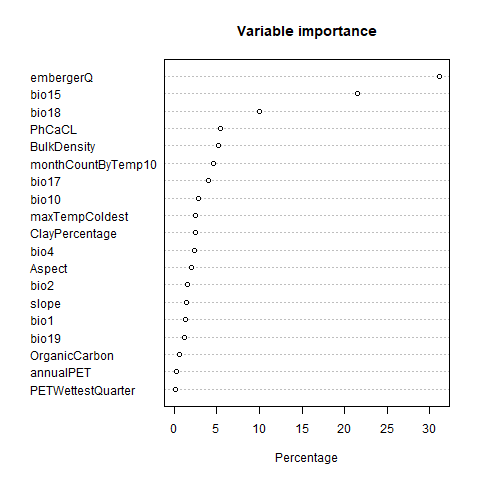 Variable importance
embergerQ
bio15
bio18
PhCaCL
BulkDensity
monthCountByTemp10
bio17
bio10
maxTempColdest
ClayPercentage
bio4
Aspect
bio2
slope
bio1
bio19
OrganicCarbon
annualPET
PETWettestQuarter
0 5 10 15 20 25 30
Percentage